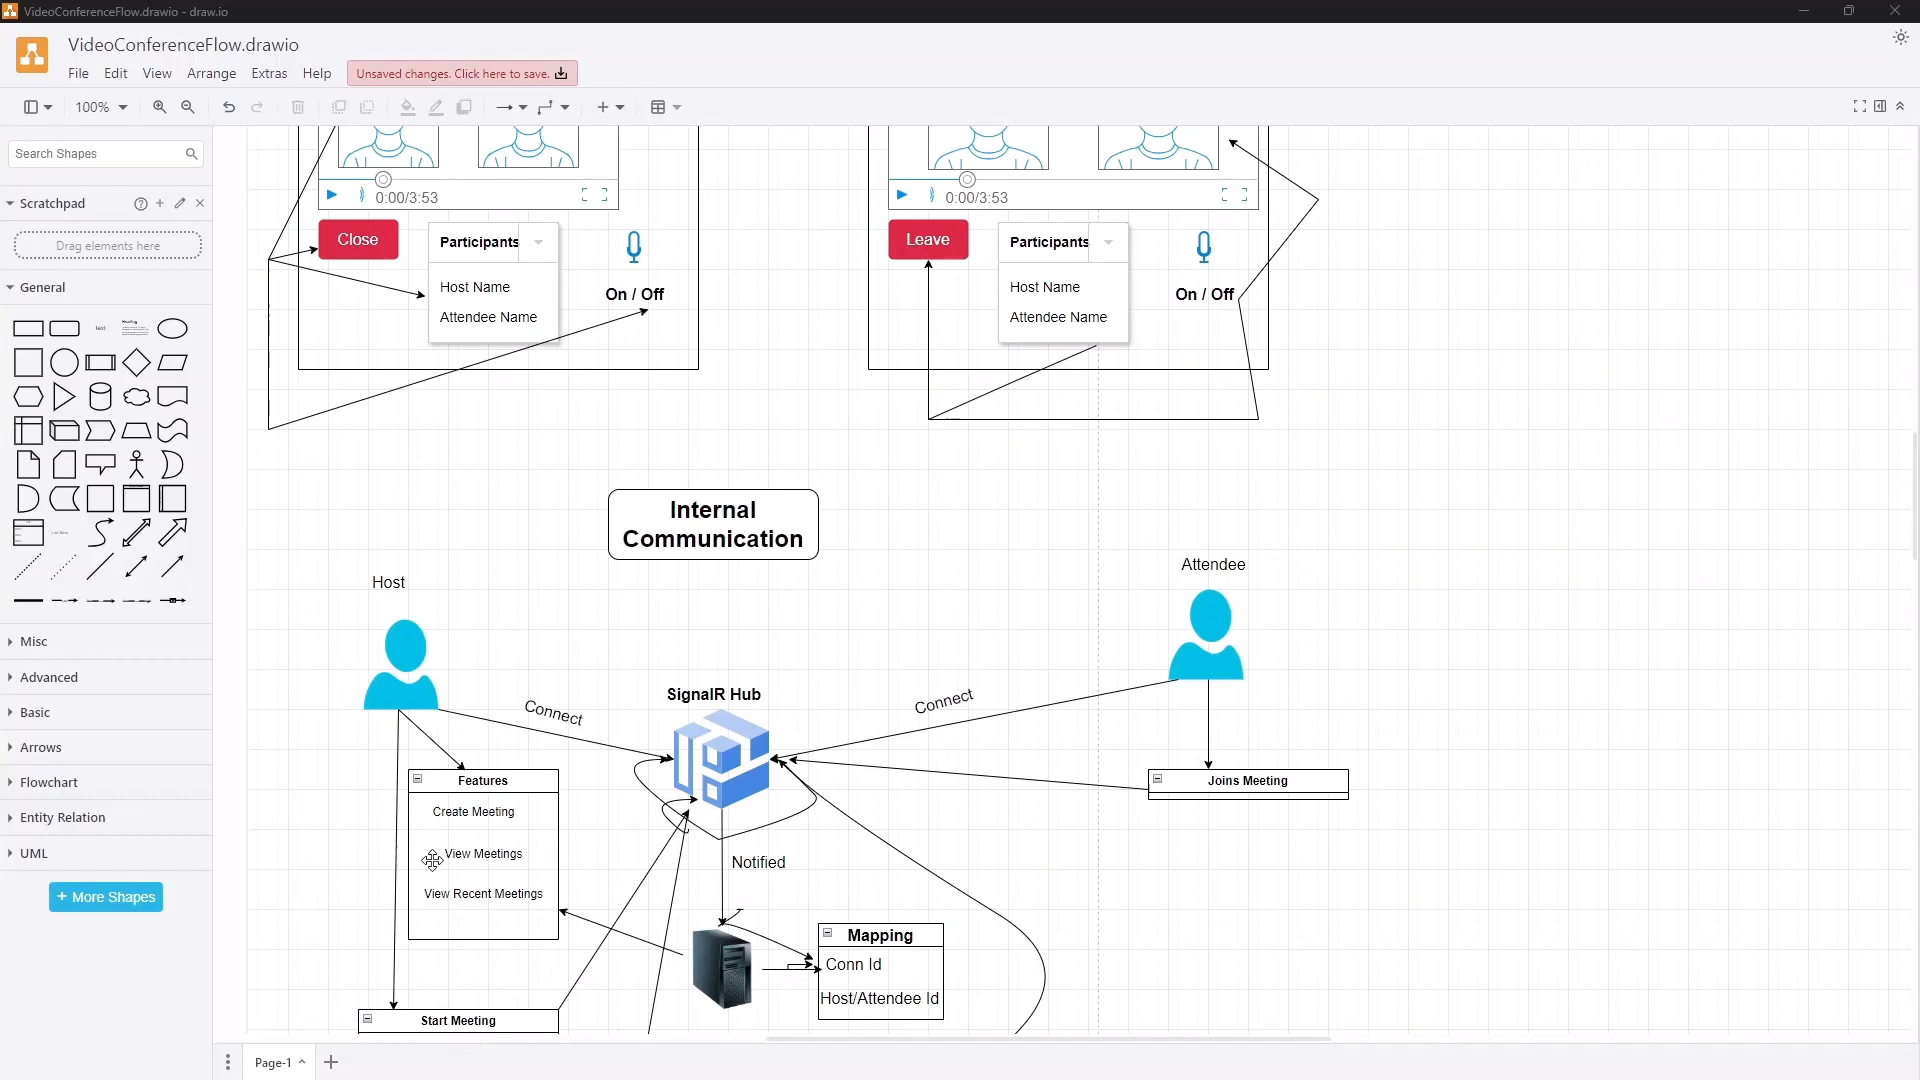 VideoConferenceFlow.drawio - draw.io
VideoConferenceFlow.drawio
File Edit View Arrange Extras Help
Unsaved changes. Click here to save.
100%
Search Shapes
Scratchpad
Drag elements here
General
Text
Heading
Misc
Advanced
Basic
Arrows
Flowchart
Entity Relation
UML
+ More Shapes
0:00/3:53
Close
Participants
Host Name
Attendee Name
On / Off
0:00/3:53
Leave
Participants
Host Name
Attendee Name
On / Off
Internal
Communication
Host
Attendee
Connect
SignalR Hub
Connect
Features
Create Meeting
View Meetings
View Recent Meetings
Joins Meeting
Notified
Mapping
Conn Id
Host/Attendee Id
Start Meeting
Page-1